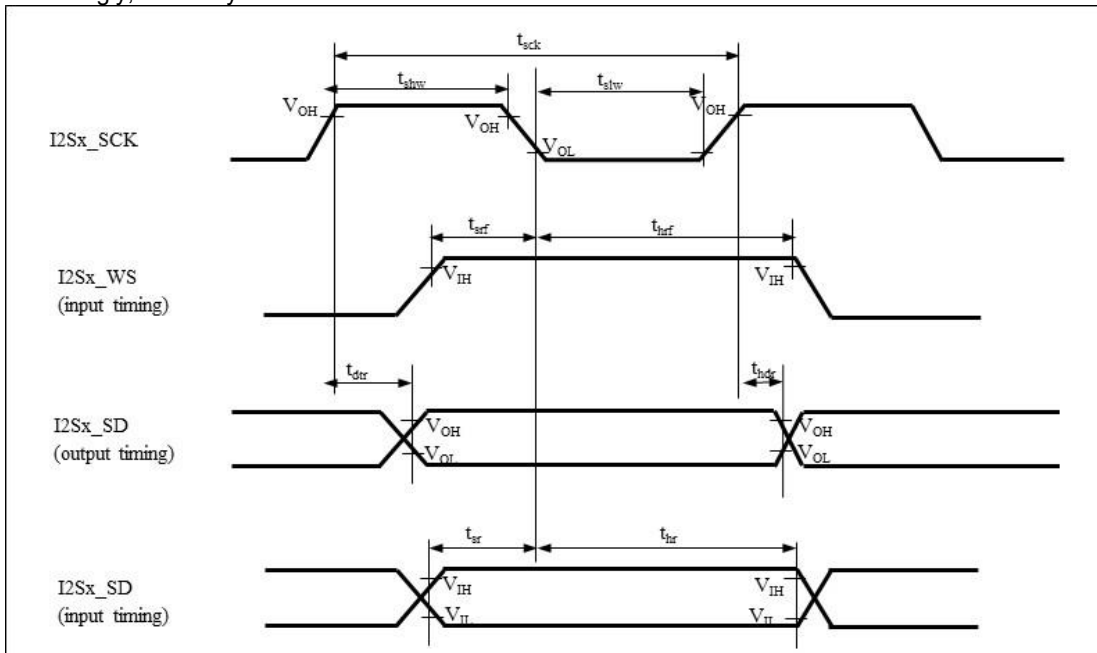 t_sck
t_shw
t_slw
V_OH
V_OH
V_OH
I2Sx_SCK
V_OL
t_srf
t_hrf
I2Sx_WS
V_IH
V_IH
(input timing)
t_dtr
t_hdr
I2Sx_SD
V_OH
V_OH
(output timing)
V_OL
V_OL
t_sr
t_hr
I2Sx_SD
V_IH
V_IH
(input timing)
V_IL
V_IL